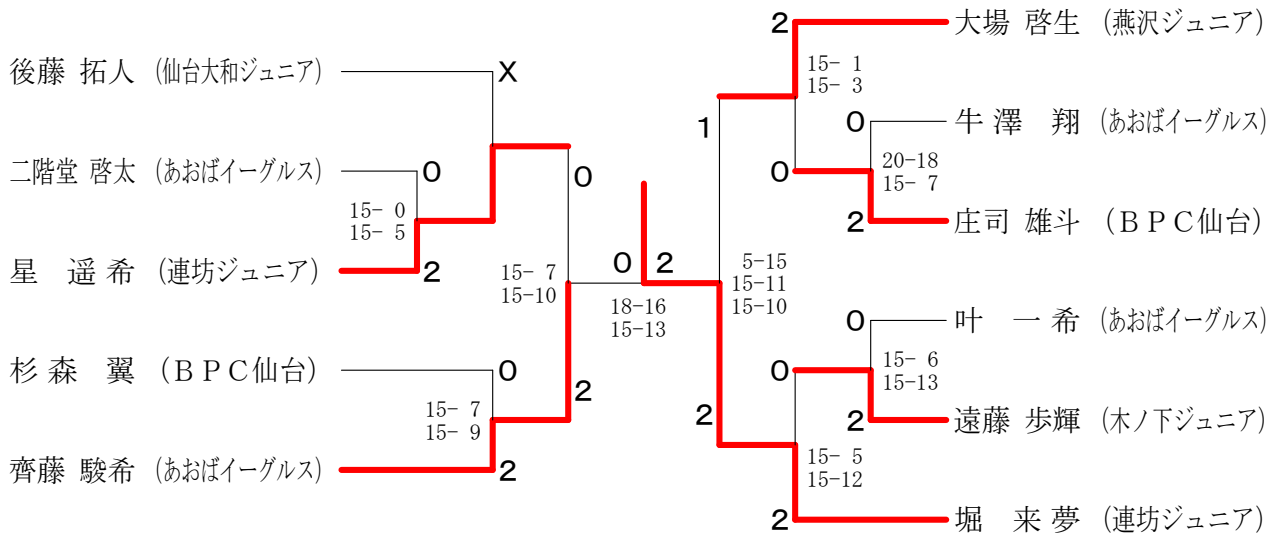 後藤 拓人 (仙台大和ジュニア) X
二階堂 啓太 (あおばイーグルス) 0
15- 0
15- 5
星 遥希 (連坊ジュニア) 2
0
15- 7
15-10
杉森 翼 (BPC仙台) 0
15- 7
15- 9
齊藤 駿希 (あおばイーグルス) 2
2
0 2
18-16
15-13
2 大場 啓生 (燕沢ジュニア)
15- 1
15- 3
1
0 牛澤 翔 (あおばイーグルス)
20-18
15- 7
0
2 庄司 雄斗 (BPC仙台)
5-15
15-11
15-10
0 叶 一希 (あおばイーグルス)
15- 6
15-13
0
2 遠藤 歩輝 (木ノ下ジュニア)
2
15- 5
15-12
2 堀 来夢 (連坊ジュニア)